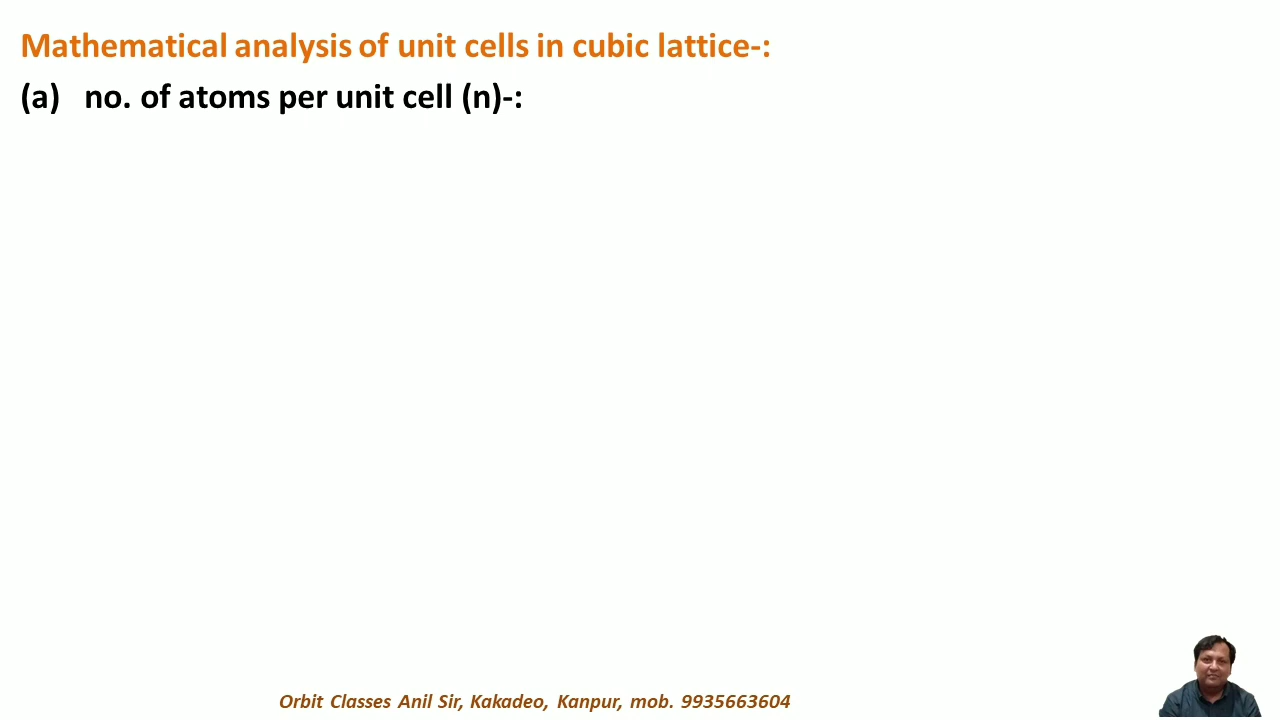 Mathematical analysis of unit cells in cubic lattice-:
(a) no. of atoms per unit cell (n)-:
Orbit Classes Anil Sir, Kakadeo, Kanpur, mob. 9935663604